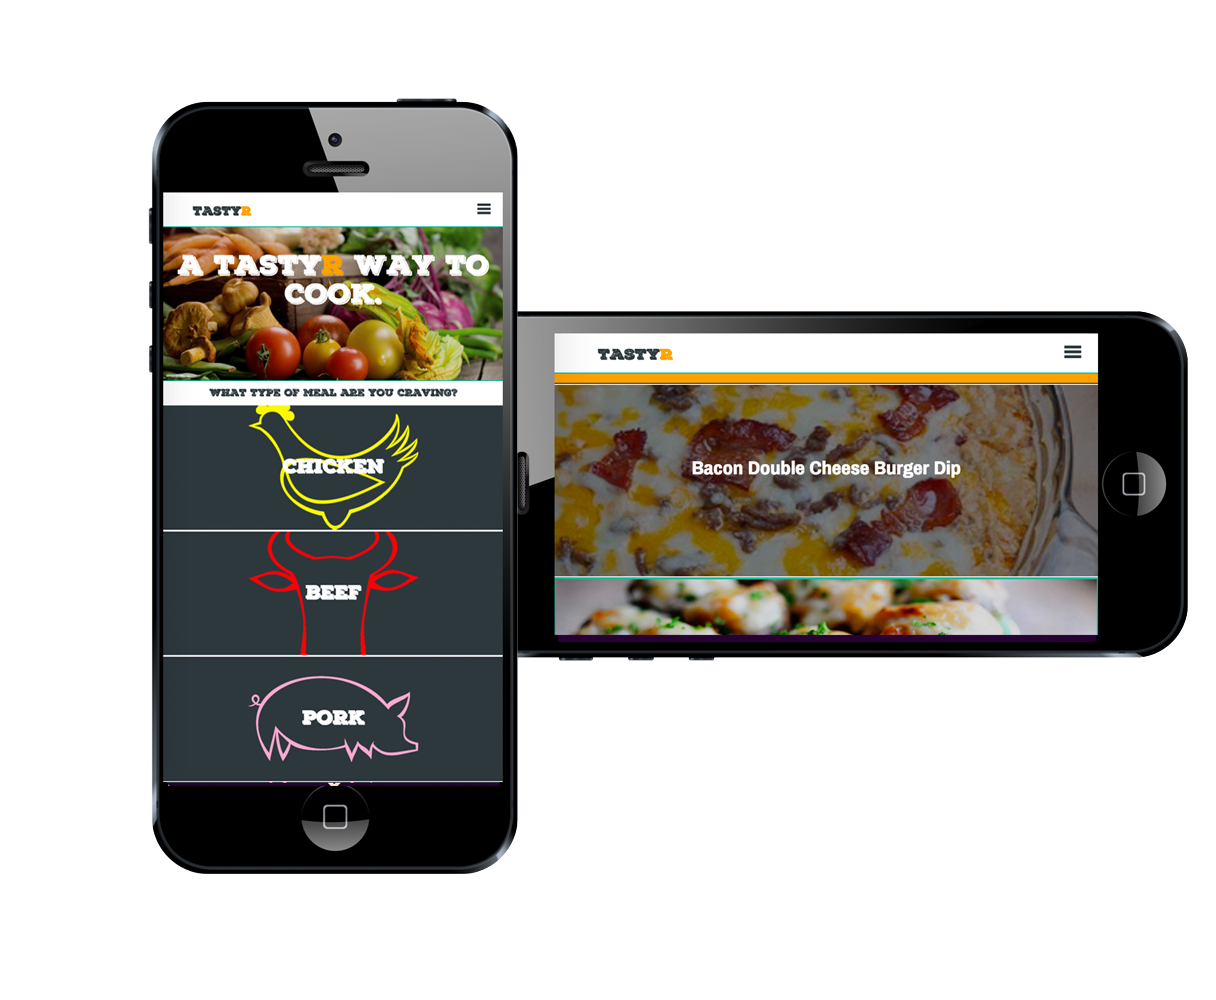 TASTYR
A TASTYR WAY TO
COOK.
WHAT TYPE OF MEAL ARE YOU CRAVING?
CHICKEN
BEEF
PORK
TASTYR
Bacon Double Cheese Burger Dip